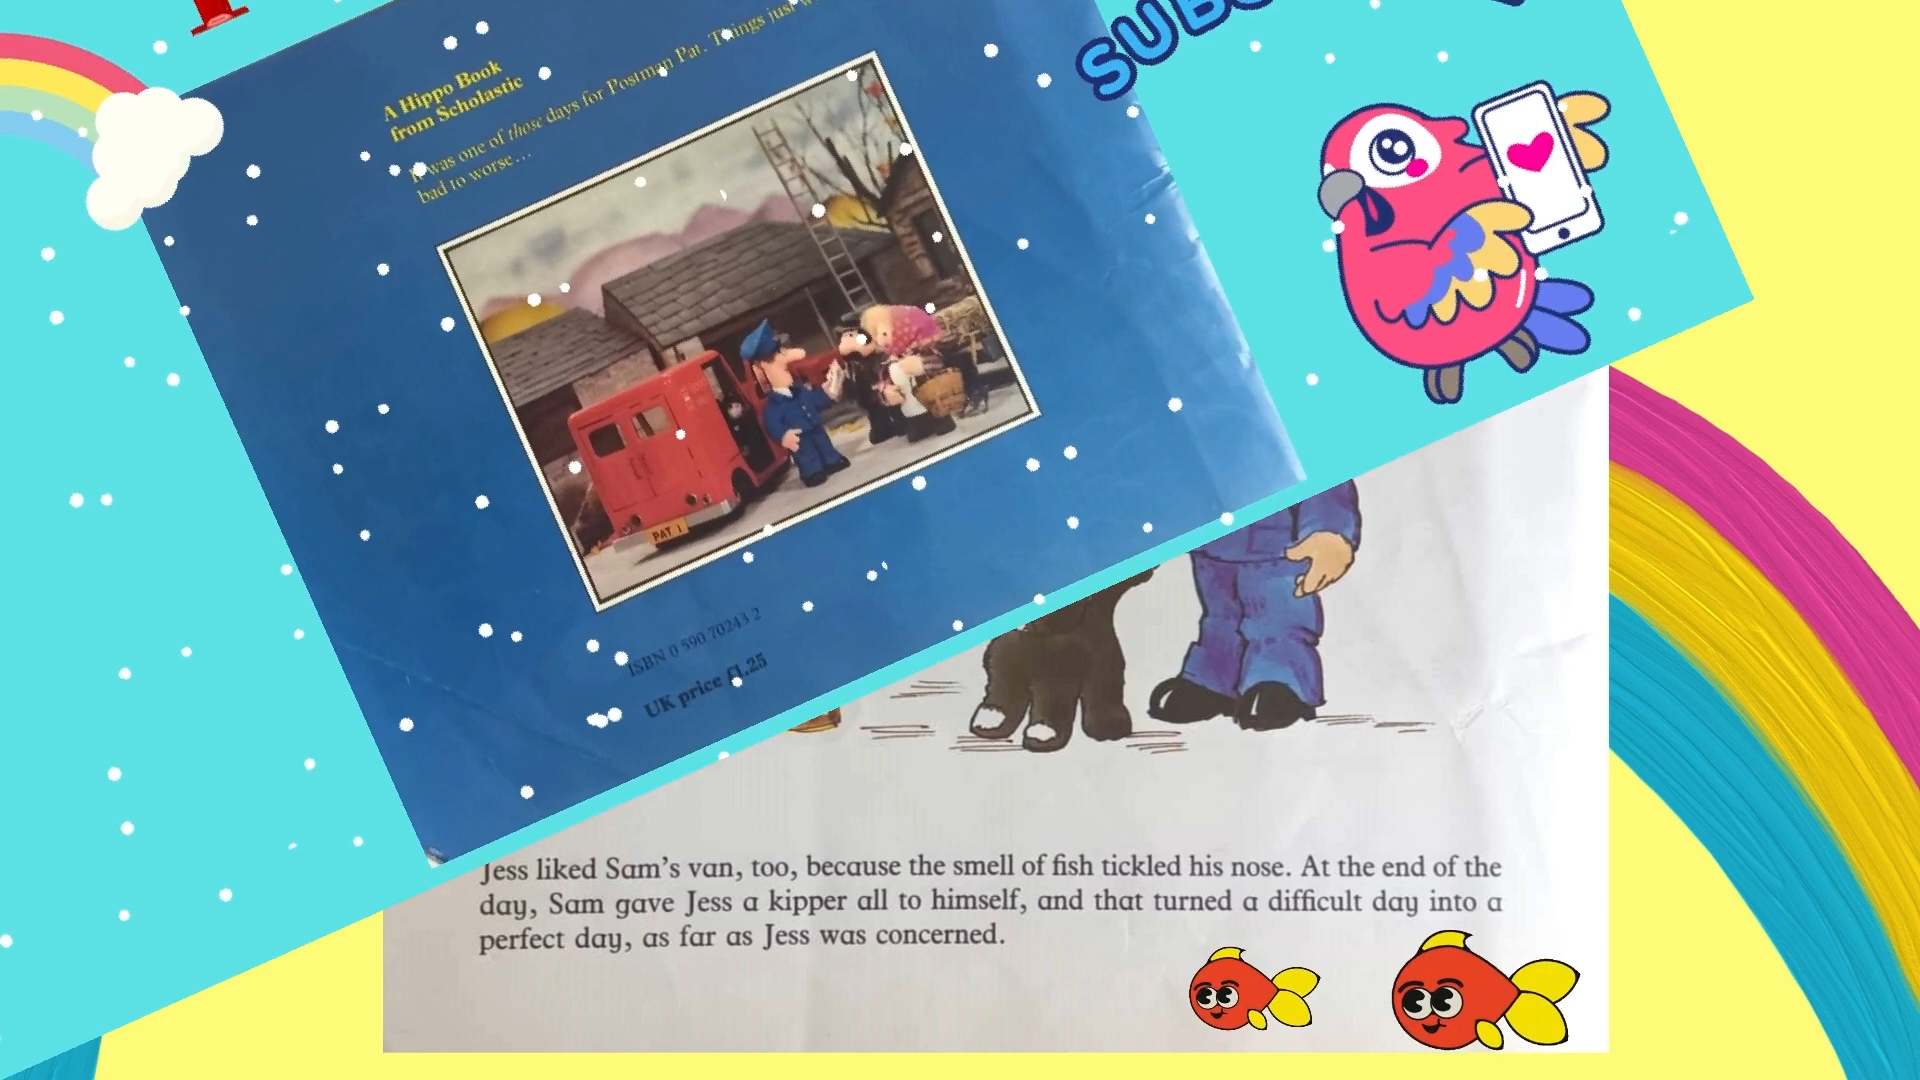 SUB
A Hippo Book
from Scholastic
It was one of those days for Postman Pat. Things just
bad to worse...
PAT 1
ISBN 0 590 70243 2
UK price £1.25
Jess liked Sam's van, too, because the smell of fish tickled his nose. At the end of the
day, Sam gave Jess a kipper all to himself, and that turned a difficult day into a
perfect day, as far as Jess was concerned.